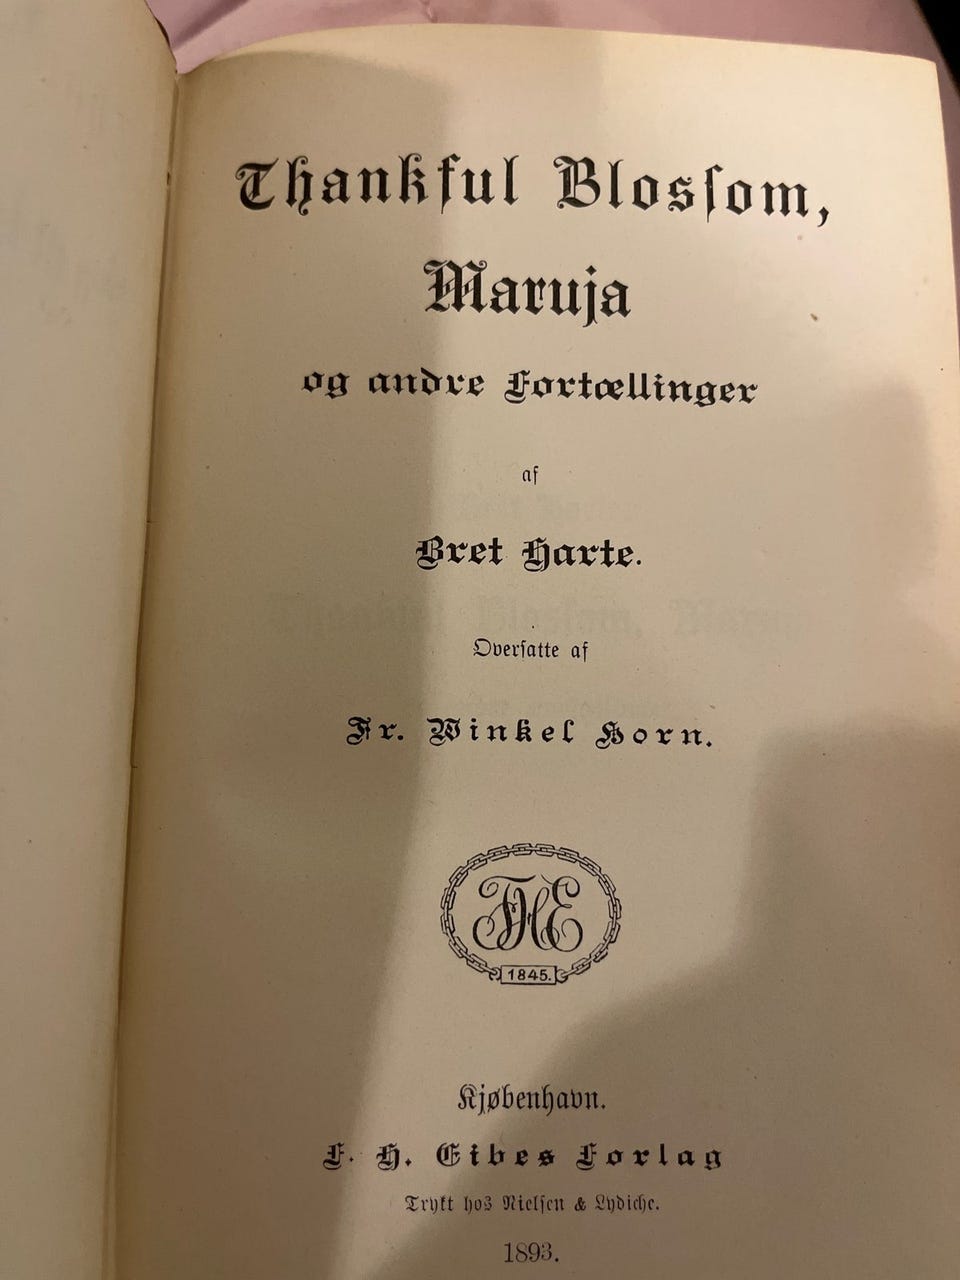 Thankful Blosſom,
Maruja
og andre Fortællinger
af
Bret Harte.
Overſatte af
Fr. Winkel Horn.
FHE
1845.
Kjøbenhavn.
F. H. Eibes Forlag
Trykt hos Nielſen & Lydiche.
1893.